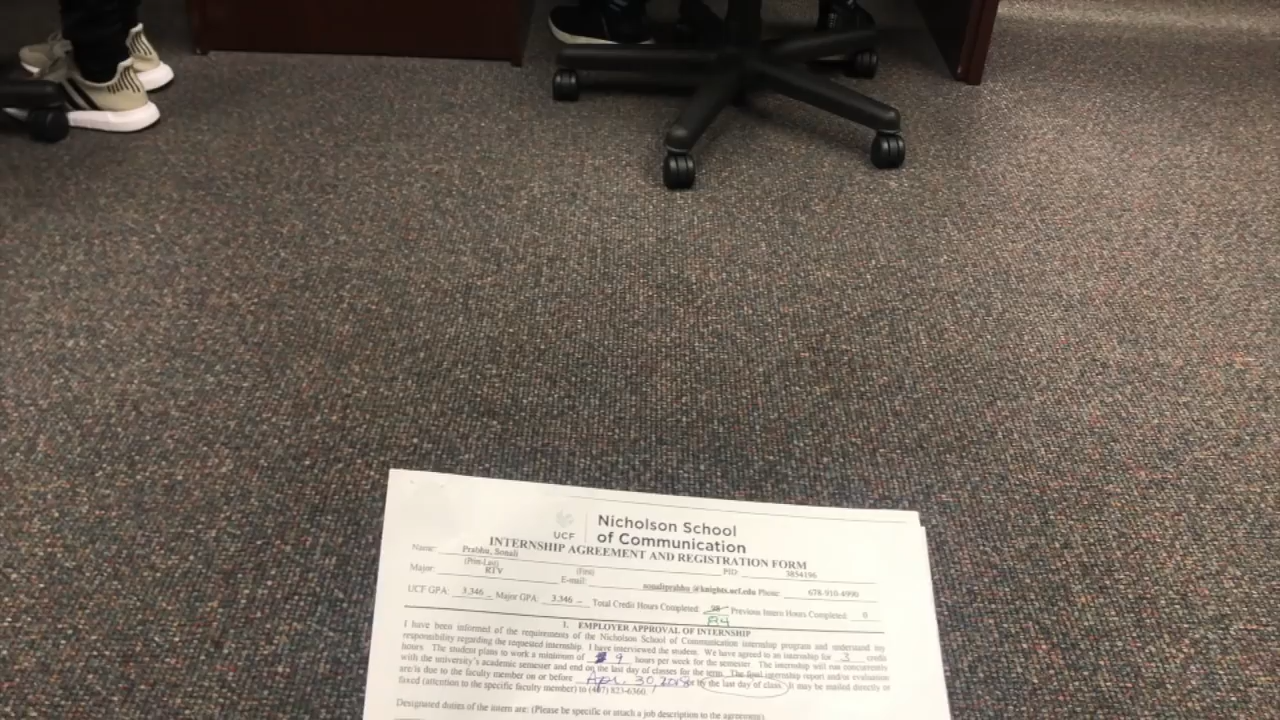 UCF
Nicholson School
of Communication
INTERNSHIP AGREEMENT AND REGISTRATION FORM
Name: Prabhu, Sonali PID: 3854196
(Print-Last) (First)
Major: RTV E-mail: sonaliprabhu @knights.ucf.edu Phone: 678-910-4990
UCF GPA: 3.346 Major GPA: 3.346 Total Credit Hours Completed: 84 Previous Intern Hours Completed: 0
1. EMPLOYER APPROVAL OF INTERNSHIP
I have been informed of the requirements of the Nicholson School of Communication internship program and understand my
responsibility regarding the requested internship. I have interviewed the student. We have agreed to an internship for 3 credit
hours. The student plans to work a minimum of 9 hours per week for the semester. The internship will run concurrently
with the university's academic semester and end on the last day of classes for the term. The final internship report and/or evaluation
are/is due to the faculty member on or before Apr. 30, 2018 or by the last day of class. It may be mailed directly or
faxed (attention to the specific faculty member) to (407) 823-6360.
Designated duties of the intern are: (Please be specific or attach a job description to the agreement)